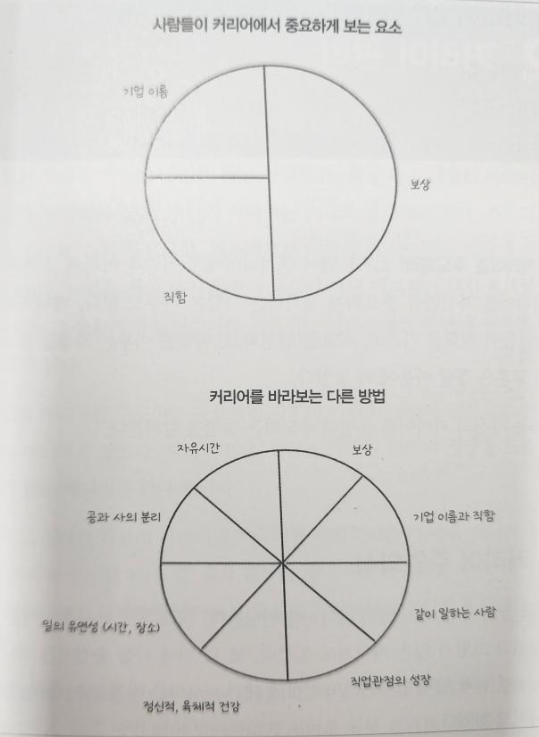 사람들이 커리어에서 중요하게 보는 요소
기업 이름
보상
직함
커리어를 바라보는 다른 방법
자유시간
보상
공과 사의 분리
기업 이름과 직함
일의 유연성 (시간, 장소)
같이 일하는 사람
직업관점의 성장
정신적, 육체적 건강